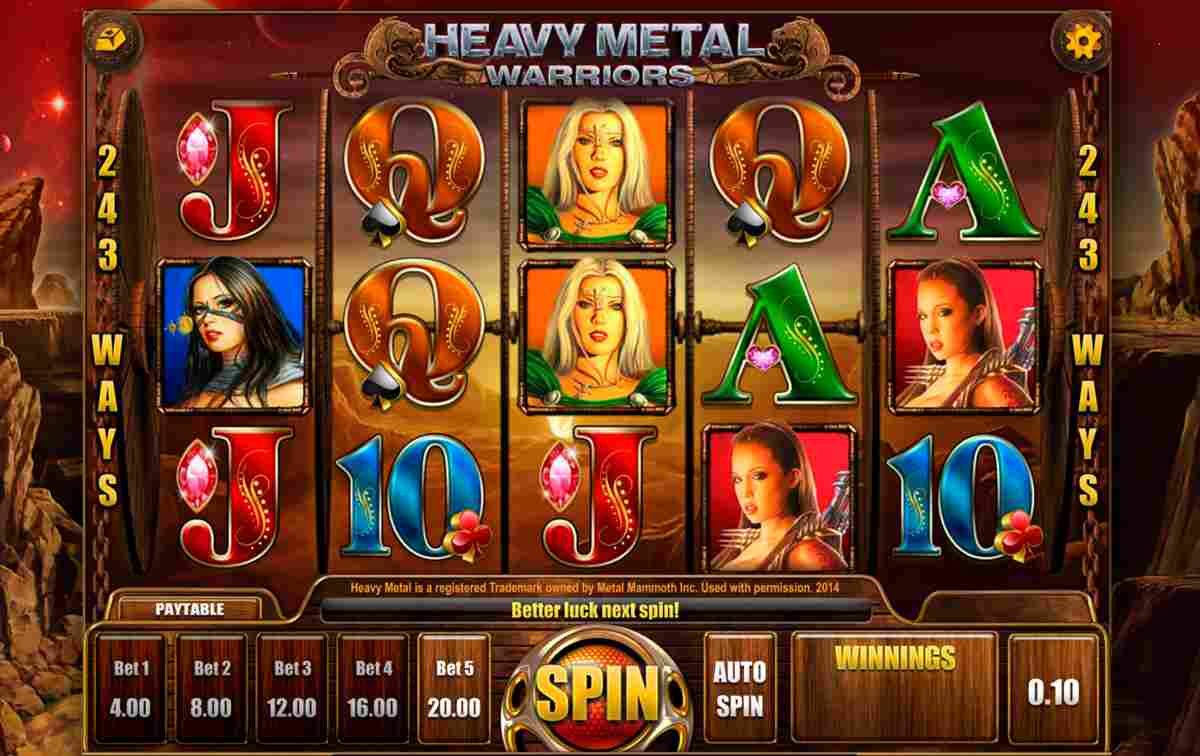 HEAVY METAL
WARRIORS
243 WAYS
243 WAYS
J
Q
Q
A
Q
A
J
10
J
10
Heavy Metal is a registered Trademark owned by Metal Mammoth Inc. Used with permission. 2014
PAYTABLE
Better luck next spin!
Bet 1
4.00
Bet 2
8.00
Bet 3
12.00
Bet 4
16.00
Bet 5
20.00
SPIN
AUTO
SPIN
WINNINGS
0.10